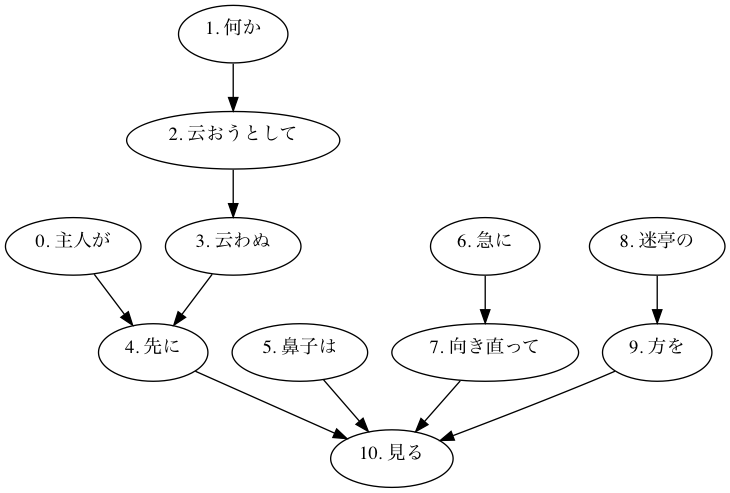 1. 何か
2. 云おうとして
0. 主人が
3. 云わぬ
6. 急に
8. 迷亭の
4. 先に
5. 鼻子は
7. 向き直って
9. 方を
10. 見る